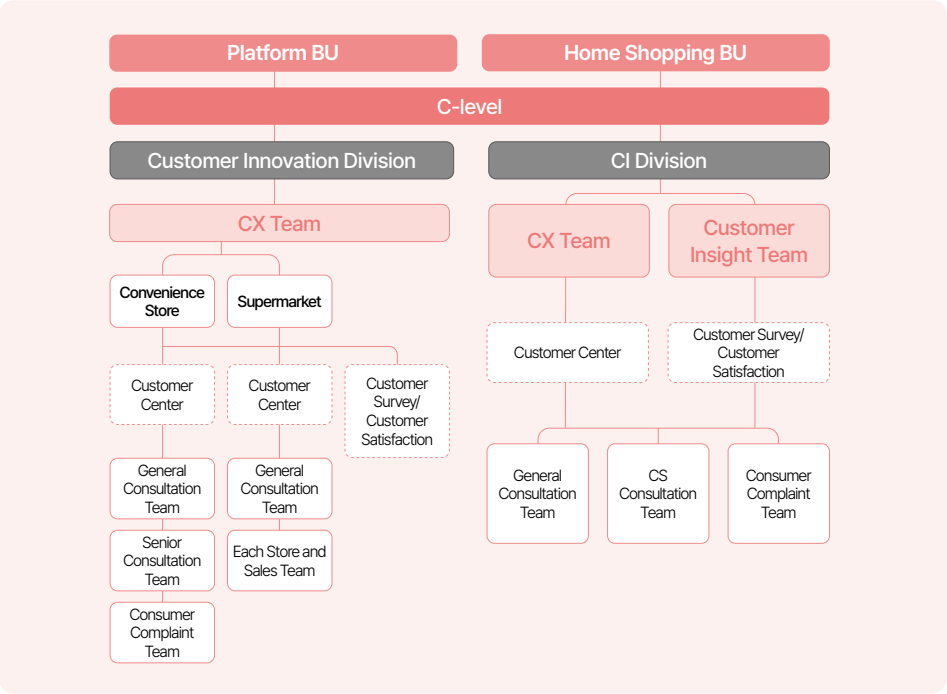 Platform BU
Home Shopping BU
C-level
Customer Innovation Division
CI Division
CX Team
CX Team
Customer
Insight Team
Convenience
Store
Supermarket
Customer Center
Customer Survey/
Customer
Satisfaction
Customer
Center
Customer
Center
Customer
Survey/
Customer
Satisfaction
General
Consultation
Team
General
Consultation
Team
General
Consultation
Team
CS
Consultation
Team
Consumer
Complaint
Team
Senior
Consultation
Team
Each Store and
Sales Team
Consumer
Complaint
Team